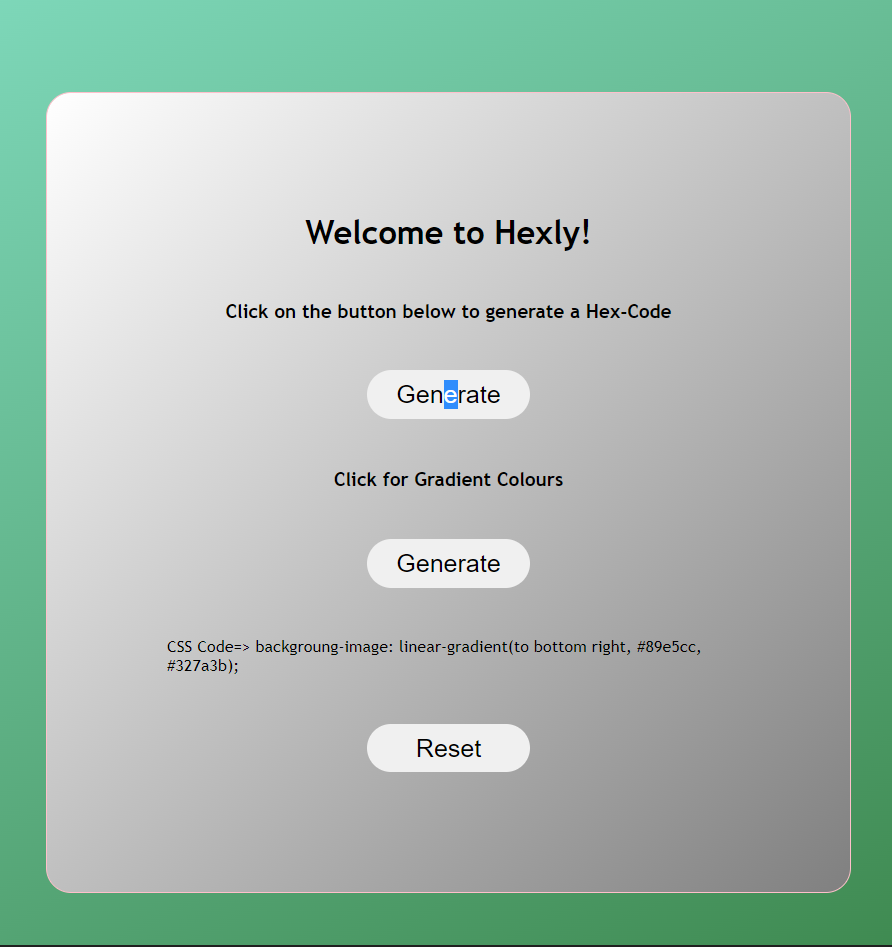 Welcome to Hexly!
Click on the button below to generate a Hex-Code
Generate
Click for Gradient Colours
Generate
CSS Code=> backgroung-image: linear-gradient(to bottom right, #89e5cc,
#327a3b);
Reset